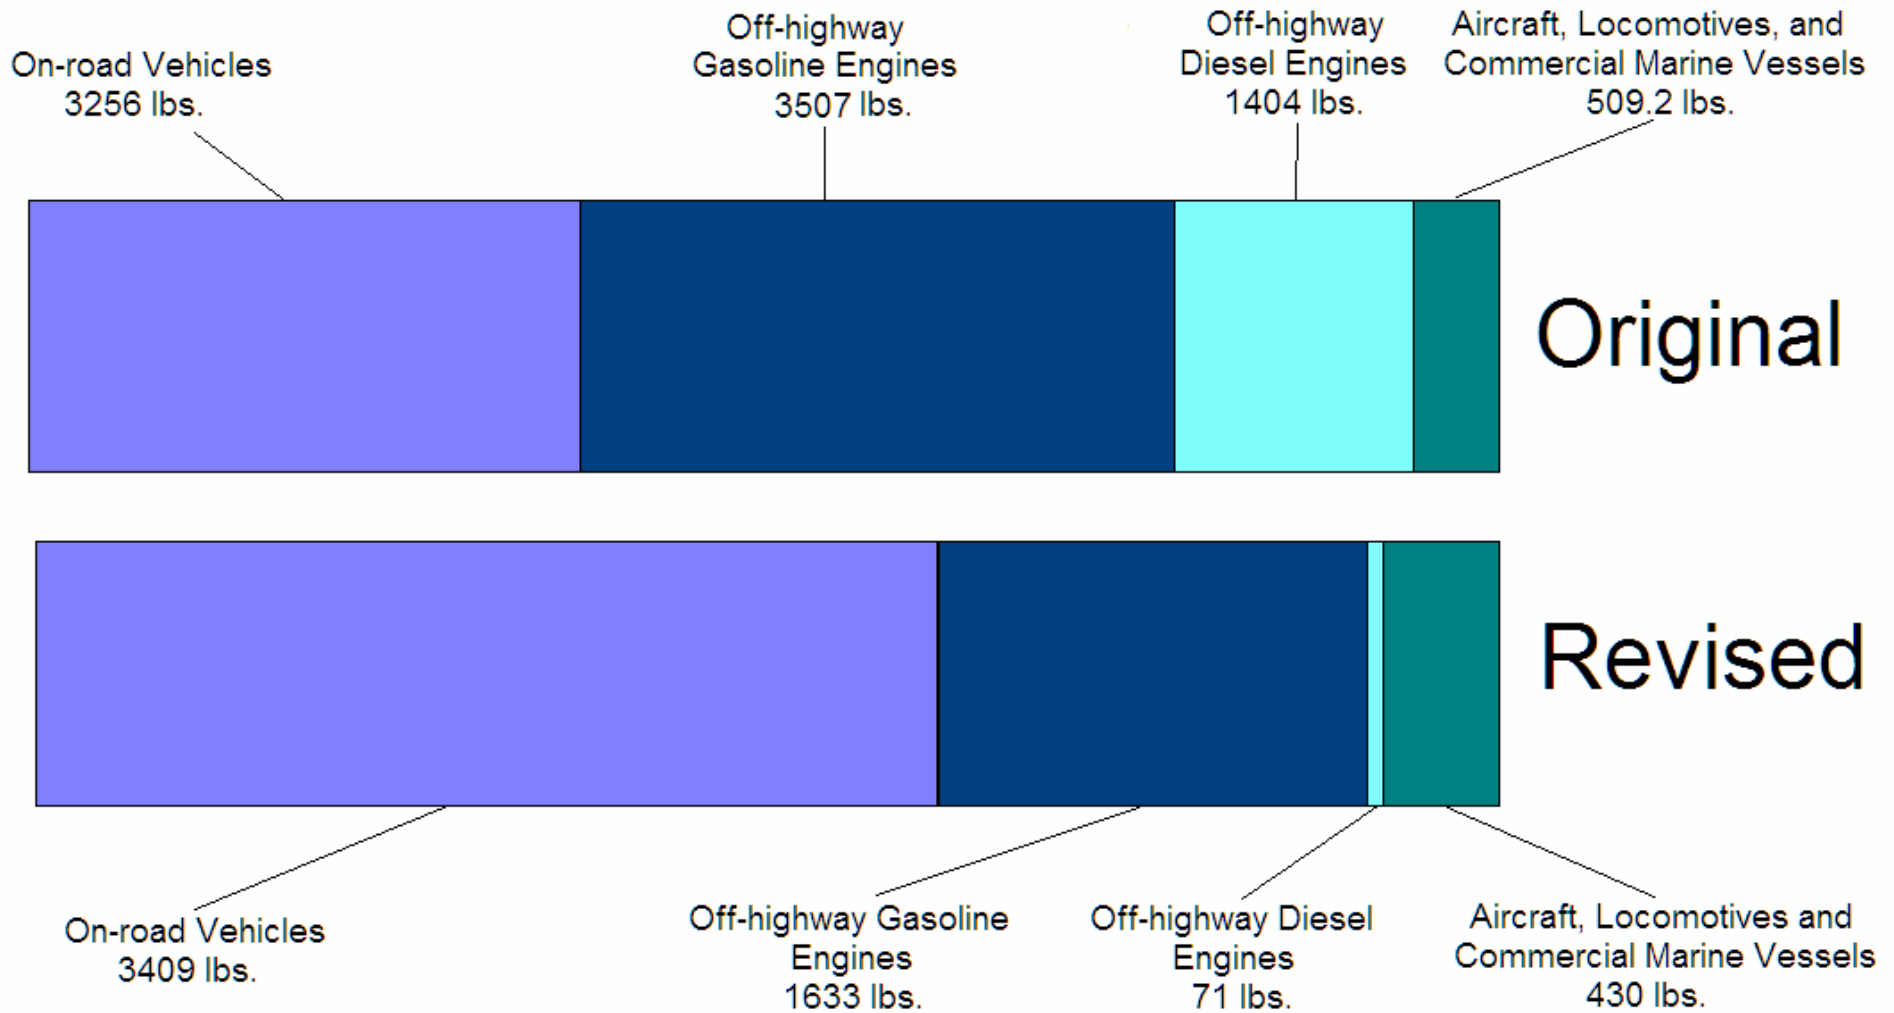 On-road Vehicles
3256 lbs.
Off-highway
Gasoline Engines
3507 lbs.
Off-highway
Diesel Engines
1404 lbs.
Aircraft, Locomotives, and
Commercial Marine Vessels
509.2 lbs.
Original
Revised
On-road Vehicles
3409 lbs.
Off-highway Gasoline
Engines
1633 lbs.
Off-highway Diesel
Engines
71 lbs.
Aircraft, Locomotives and
Commercial Marine Vessels
430 lbs.